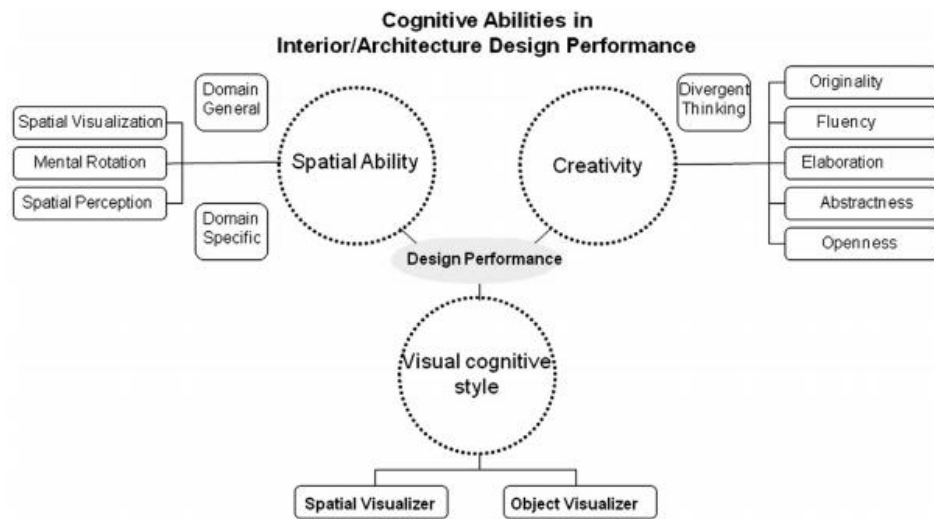 Cognitive Abilities in
Interior/Architecture Design Performance
Domain
General
Spatial Visualization
Mental Rotation
Spatial Perception
Spatial Ability
Domain
Specific
Divergent
Thinking
Creativity
Originality
Fluency
Elaboration
Abstractness
Openness
Design Performance
Visual cognitive
style
Spatial Visualizer
Object Visualizer